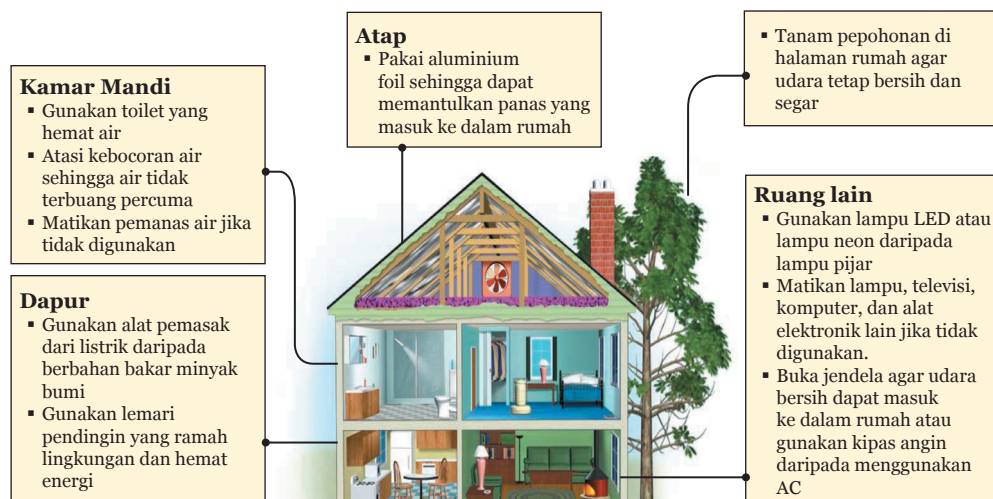 Kamar Mandi
▪ Gunakan toilet yang
hemat air
▪ Atasi kebocoran air
sehingga air tidak
terbuang percuma
▪ Matikan pemanas air jika
tidak digunakan
Dapur
▪ Gunakan alat pemasak
dari listrik daripada
berbahan bakar minyak
bumi
▪ Gunakan lemari
pendingin yang ramah
lingkungan dan hemat
energi
Atap
▪ Pakai aluminium
foil sehingga dapat
memantulkan panas yang
masuk ke dalam rumah
▪ Tanam pepohonan di
halaman rumah agar
udara tetap bersih dan
segar
Ruang lain
▪ Gunakan lampu LED atau
lampu neon daripada
lampu pijar
▪ Matikan lampu, televisi,
komputer, dan alat
elektronik lain jika tidak
digunakan.
▪ Buka jendela agar udara
bersih dapat masuk
ke dalam rumah atau
gunakan kipas angin
daripada menggunakan
AC